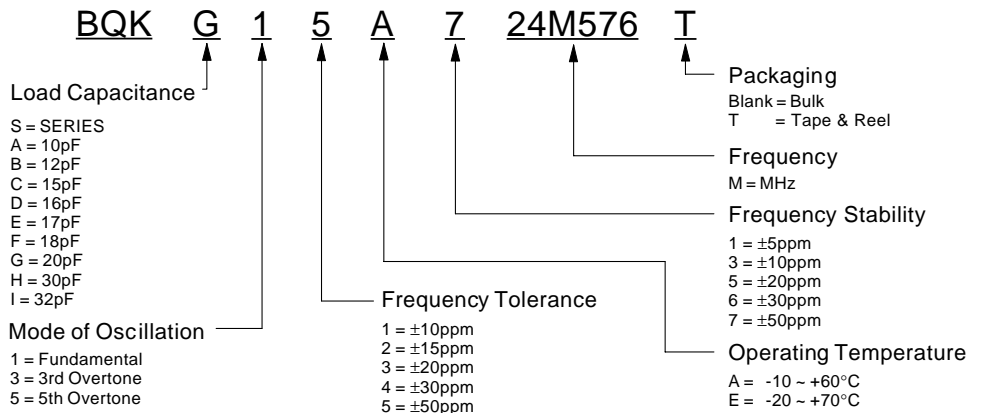 BQK G 1 5 A 7 24M576 T
Load Capacitance
S = SERIES
A = 10pF
B = 12pF
C = 15pF
D = 16pF
E = 17pF
F = 18pF
G = 20pF
H = 30pF
I = 32pF
Mode of Oscillation
1 = Fundamental
3 = 3rd Overtone
5 = 5th Overtone
Frequency Tolerance
1 = ±10ppm
2 = ±15ppm
3 = ±20ppm
4 = ±30ppm
5 = ±50ppm
Packaging
Blank = Bulk
T = Tape & Reel
Frequency
M = MHz
Frequency Stability
1 = ±5ppm
3 = ±10ppm
5 = ±20ppm
6 = ±30ppm
7 = ±50ppm
Operating Temperature
A = -10 ~ +60°C
E = -20 ~ +70°C